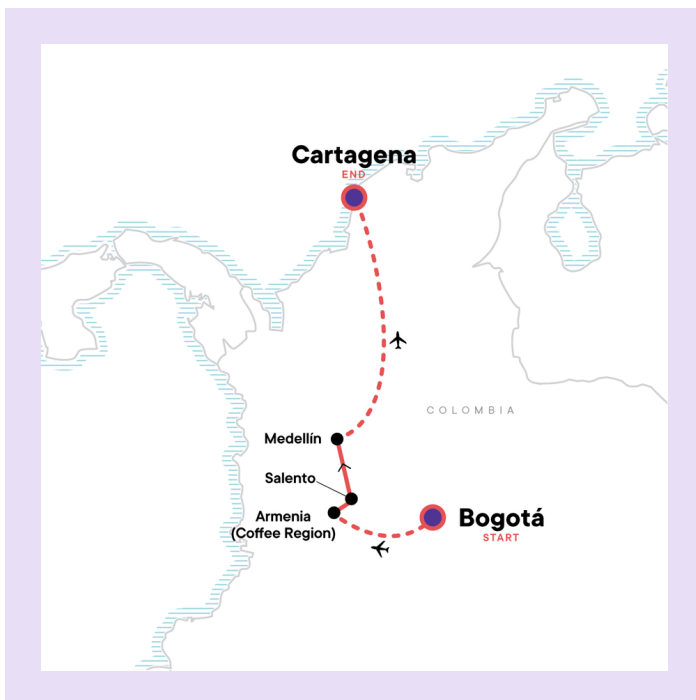 Cartagena
END
COLOMBIA
Medellín
Salento
Armenia
(Coffee Region)
Bogotá
START